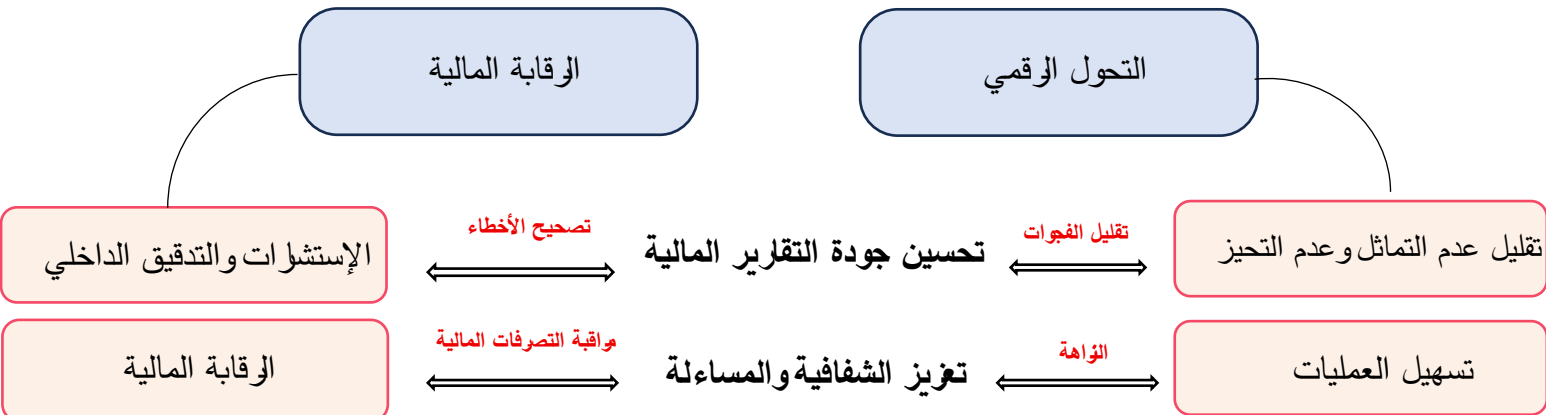 التحول الرقمي
الرقابة المالية
تقليل عدم التماثل وعدم التحيز
تقليل الفجوات
تحسين جودة التقارير المالية
تصحيح الأخطاء
الإستشارات والتدقيق الداخلي
تسهيل العمليات
النزاهة
تعزيز الشفافية والمساءلة
مراقبة التصرفات المالية
الرقابة المالية